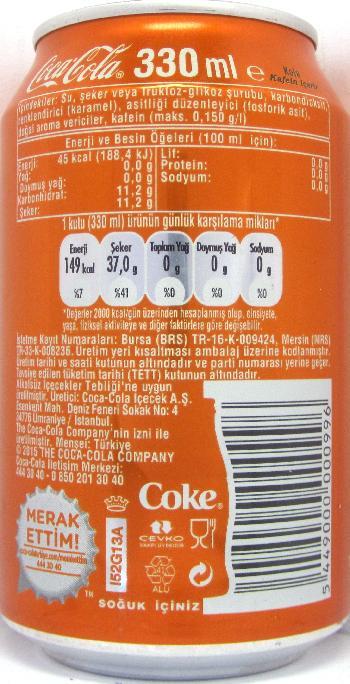 Coca-Cola 330 ml e Kola
Kafein içerir
İçindekiler: Su, şeker veya fruktoz-glikoz şurubu, karbondioksit,
renklendirici (karamel), asitliği düzenleyici (fosforik asit),
doğal aroma vericiler, kafein (maks. 0,150 g/l)
Enerji ve Besin Öğeleri (100 ml için):
Enerji: 45 kcal (188,4 kJ) Lif: 0,0 g
Yağ: 0,0 g Protein: 0,0 g
Doymuş yağ: 0,0 g Sodyum: 0,0 g
Karbonhidrat: 11,2 g
Şeker: 11,2 g
1 kutu (330 ml) ürünün günlük karşılama miktarı*
Enerji Şeker Toplam Yağ Doymuş Yağ Sodyum
149 kcal 37,0 g 0 g 0 g 0 g
%7 %41 %0 %0 %0
*Değerler 2000 kcal/gün üzerinden hesaplanmış olup, cinsiyete,
yaşa, fiziksel aktiviteye ve diğer faktörlere göre değişebilir.
İşletme Kayıt Numaraları: Bursa (BRS) TR-16-K-009424, Mersin (MRS)
TR-33-K-008236. Üretim yeri kısaltması ambalaj üzerine kodlanmıştır.
Üretim tarihi ve saati kutunun altındadır ve parti numarası yerine geçer.
Tavsiye edilen tüketim tarihi (TETT) kutunun altındadır.
Alkolsüz İçecekler Tebliği'ne uygun
üretilmiştir. Üretici: Coca-Cola İçecek A.Ş.
Esenkent Mah. Deniz Feneri Sokak No: 4
34776 Ümraniye / İstanbul.
The Coca-Cola Company'nin izni ile
üretilmiştir. Menşei: Türkiye
© 2015 THE COCA-COLA COMPANY
Coca-Cola İletişim Merkezi:
444 30 40 - 0 850 201 30 40
MERAK
ETTİM!
444 30 40
TM
I52G13A
Coke®
CEVKO
ALU
SOĞUK İÇİNİZ
5 449000 000996